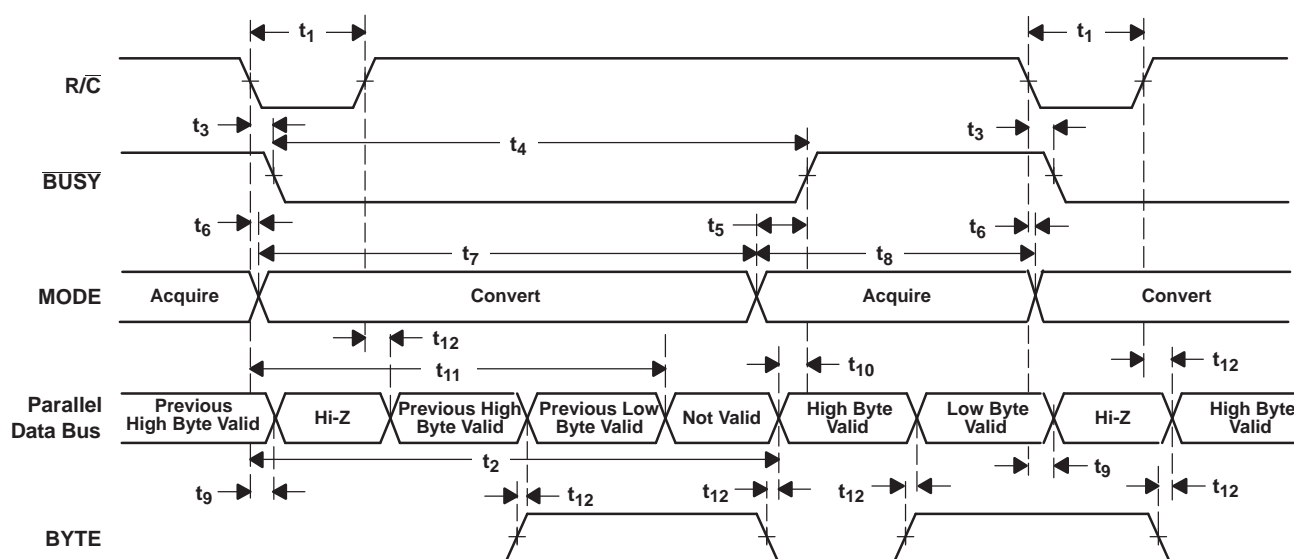 t1 t1
R/C̅
t3 t4 t3
B̅U̅S̅Y̅
t6 t5 t6
t7 t8
MODE Acquire Convert Acquire Convert
t12 t10 t12
t11
Parallel
Data Bus
Previous
High Byte Valid
Hi-Z
Previous High
Byte Valid
Previous Low
Byte Valid
Not Valid
High Byte
Valid
Low Byte
Valid
Hi-Z
High Byte
Valid
t2
t9 t12 t12 t12 t9 t12
BYTE